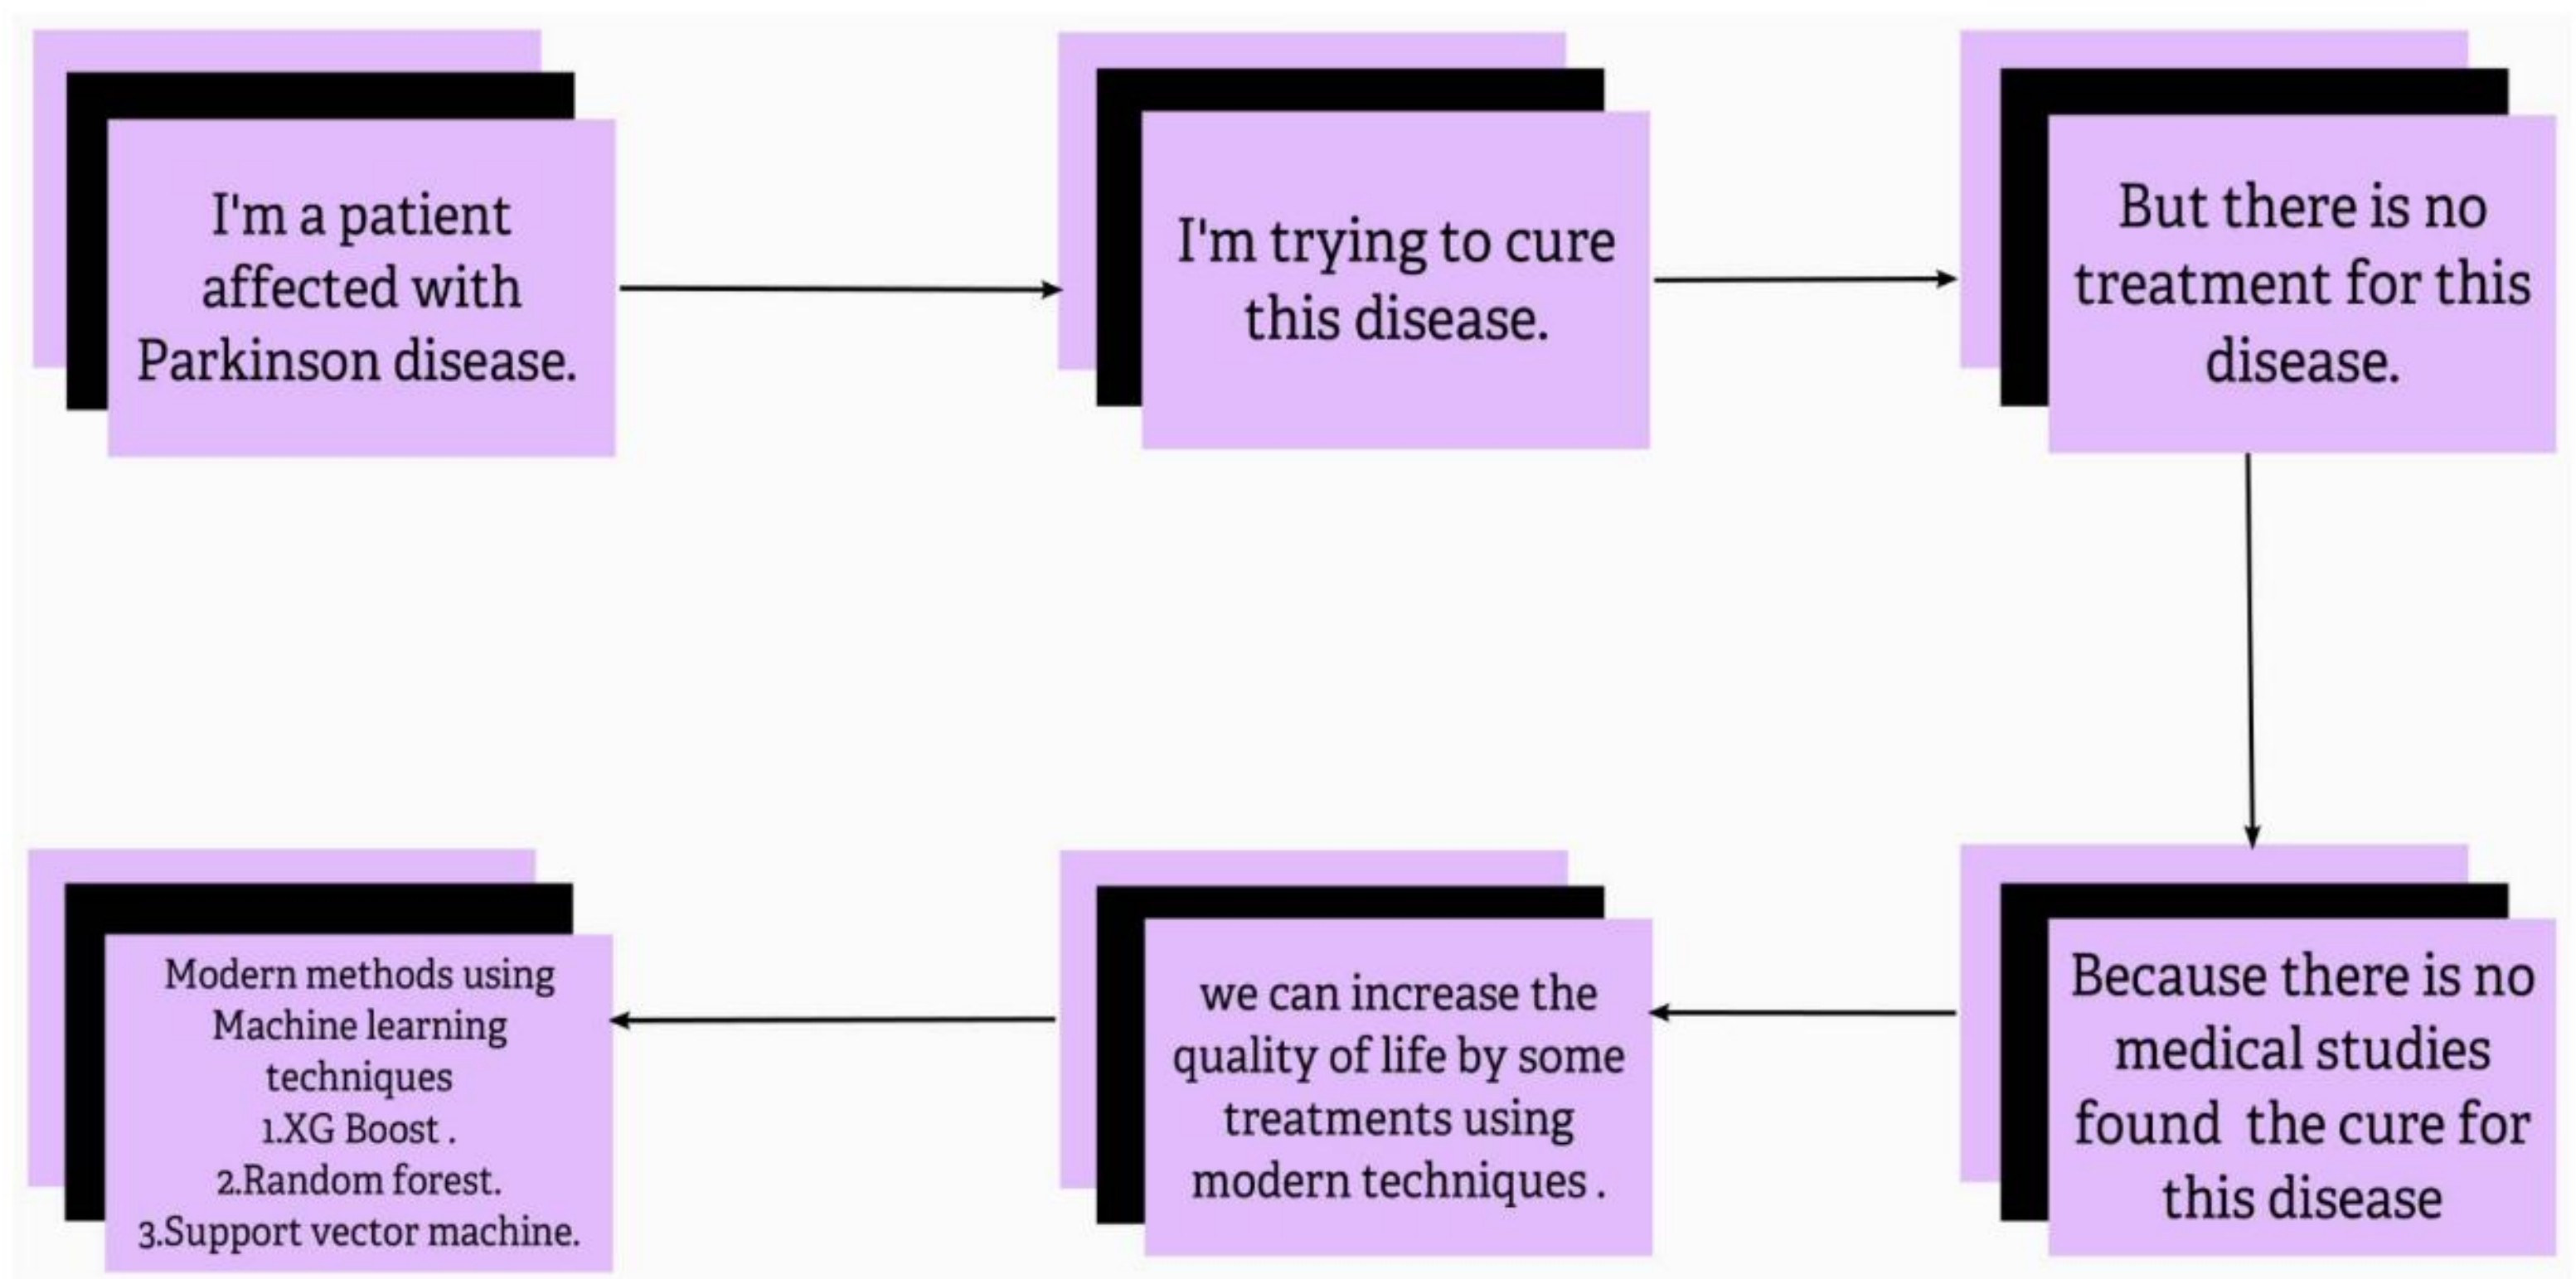 I'm a patient
affected with
Parkinson disease.
I'm trying to cure
this disease.
But there is no
treatment for this
disease.
Because there is no
medical studies
found  the cure for
this disease
we can increase the
quality of life by some
treatments using
modern techniques .
Modern methods using
Machine learning
techniques
1.XG Boost .
2.Random forest.
3.Support vector machine.